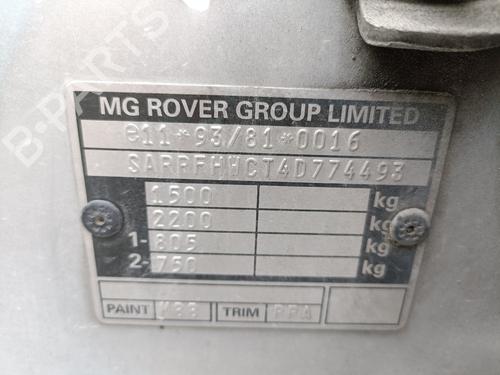 B-PARTS
MG ROVER GROUP LIMITED
e11*93/81*0016
SARRFHHCT4D774493
1500 kg
2200 kg
1- 805 kg
2- 750 kg
PAINT TRIM